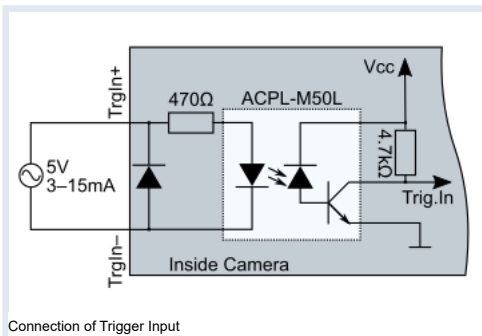 Vcc
TrgIn+
470Ω
ACPL-M50L
4.7kΩ
5V
3–15mA
Trig.In
TrgIn–
Inside Camera
Connection of Trigger Input